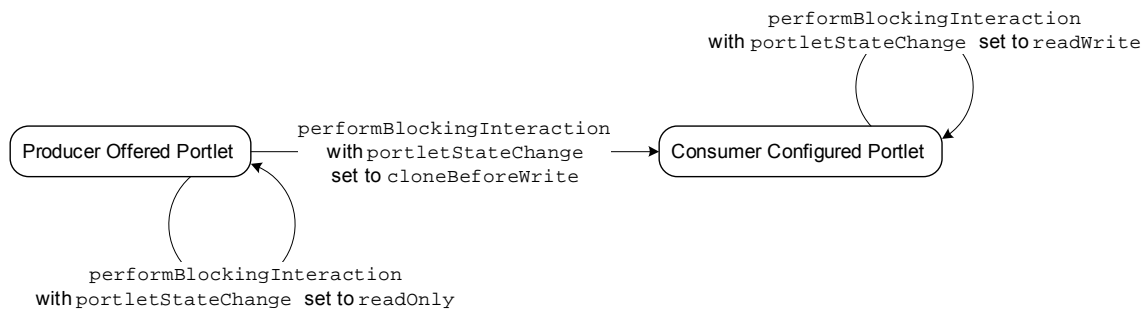 performBlockingInteraction
with portletStateChange set to readWrite
Producer Offered Portlet
performBlockingInteraction
with portletStateChange
set to cloneBeforeWrite
Consumer Configured Portlet
performBlockingInteraction
with portletStateChange set to readOnly